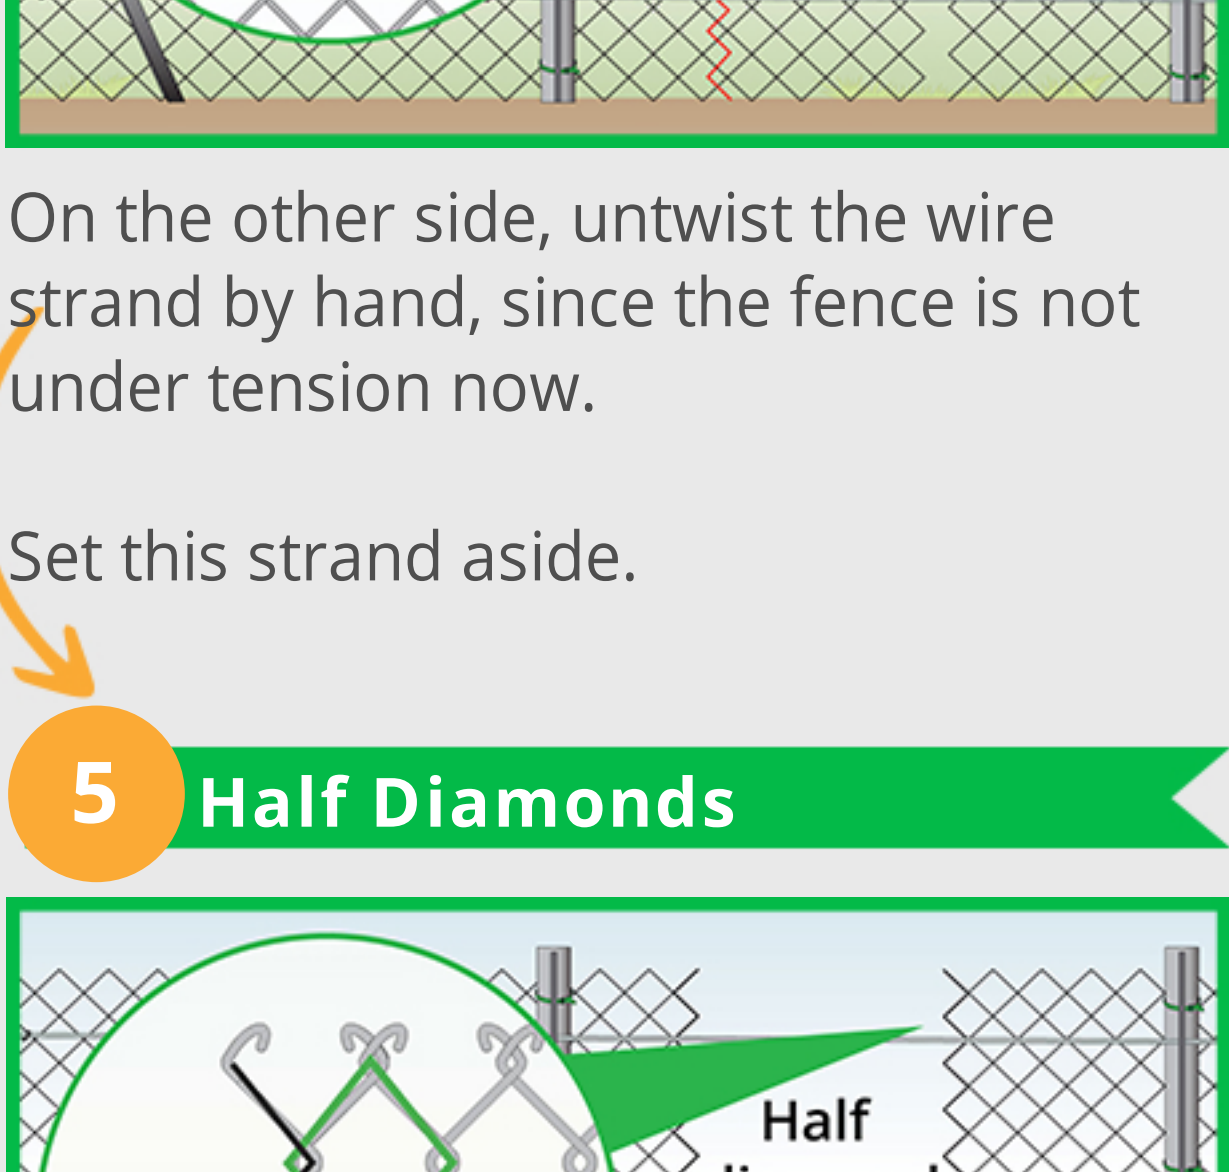 On the other side, untwist the wire
strand by hand, since the fence is not
under tension now.
Set this strand aside.
5
Half Diamonds
Half